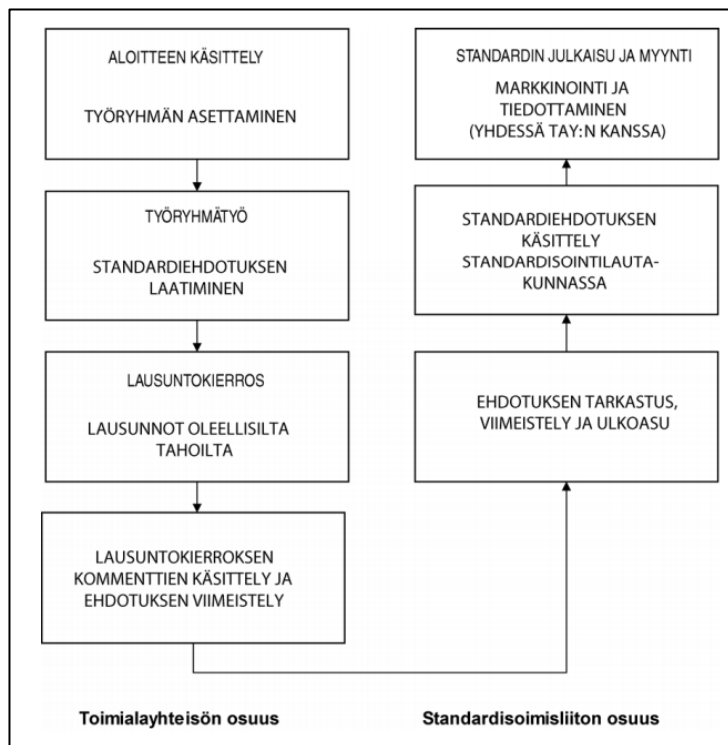 ALOITTEEN KÄSITTELY
TYÖRYHMÄN ASETTAMINEN
TYÖRYHMÄTYÖ
STANDARDIEHDOTUKSEN
LAATIMINEN
LAUSUNTOKIERROS
LAUSUNNOT OLEELLISILTA
TAHOILTA
LAUSUNTOKIERROKSEN
KOMMENTTIEN KÄSITTELY JA
EHDOTUKSEN VIIMEISTELY
Toimialayhteisön osuus
STANDARDIN JULKAISU JA MYYNTI
MARKKINOINTI JA
TIEDOTTAMINEN
(YHDESSÄ TAY:N KANSSA)
STANDARDIEHDOTUKSEN
KÄSITTELY
STANDARDISOINTILAUTA-
KUNNASSA
EHDOTUKSEN TARKASTUS,
VIIMEISTELY JA ULKOASU
Standardisoimisliiton osuus